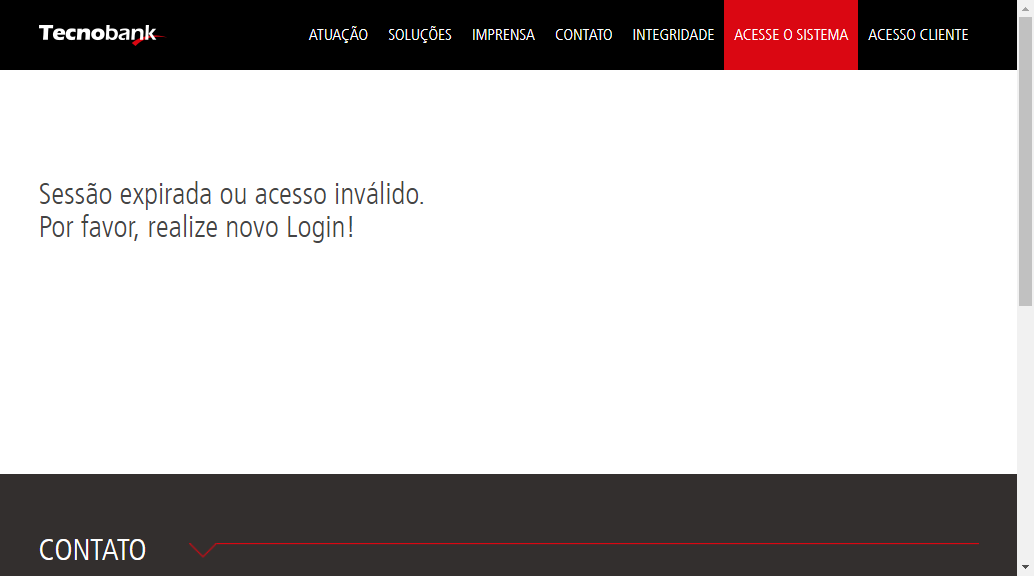 Tecnobank
ATUAÇÃO SOLUÇÕES IMPRENSA CONTATO INTEGRIDADE ACESSE O SISTEMA ACESSO CLIENTE
Sessão expirada ou acesso inválido.
Por favor, realize novo Login!
CONTATO